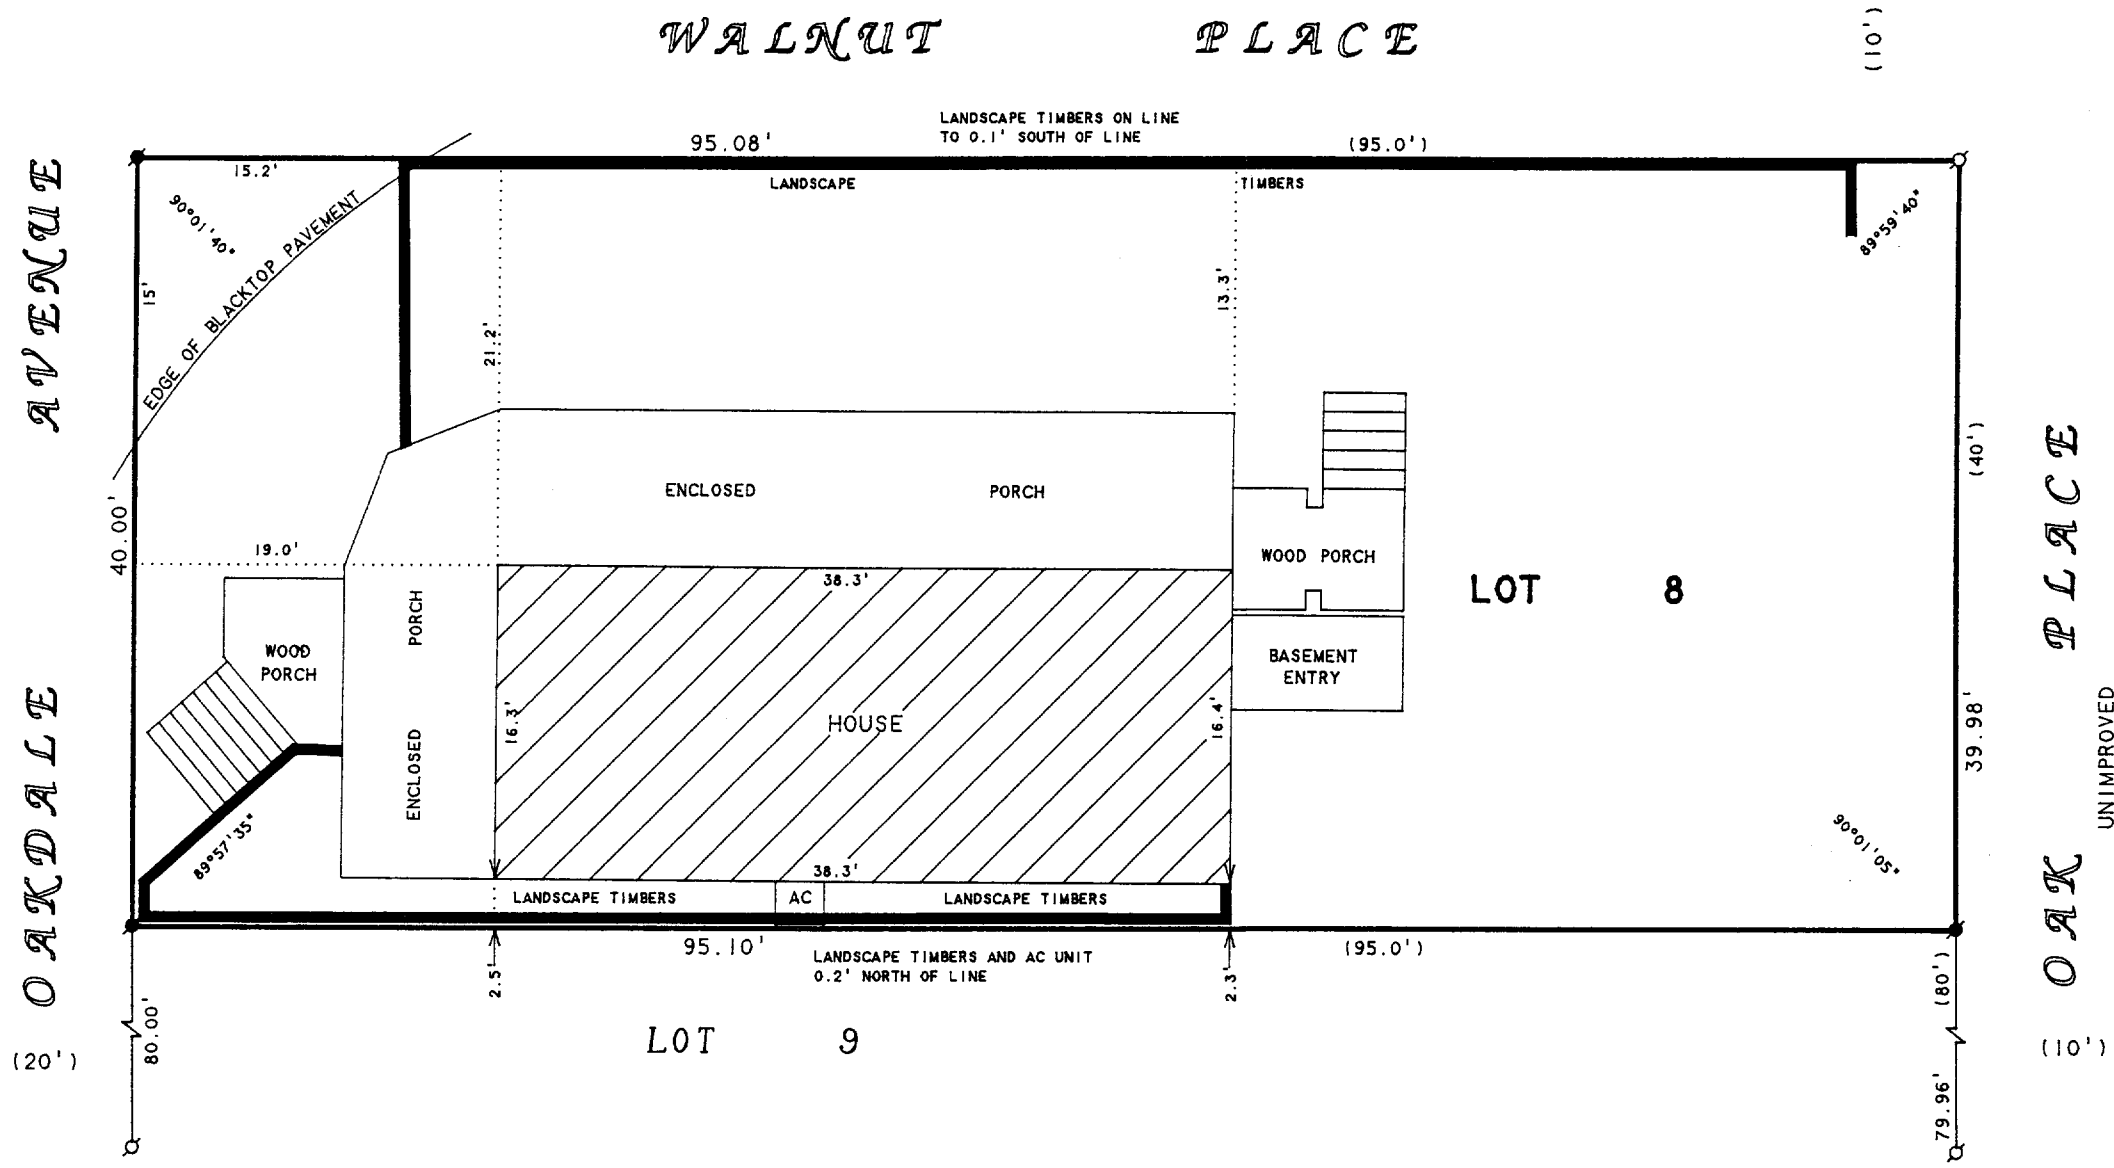 WALNUT PLACE
(10')
LANDSCAPE TIMBERS ON LINE
TO 0.1' SOUTH OF LINE
95.08'
(95.0')
15.2'
LANDSCAPE
TIMBERS
90°01'40"
89°59'40"
EDGE OF BLACKTOP PAVEMENT
15'
21.2'
13.3'
OAKDALE AVENUE
40.00'
(40')
39.98'
OAK PLACE
UNIMPROVED
ENCLOSED PORCH
19.0'
38.3'
WOOD PORCH
LOT 8
ENCLOSED PORCH
WOOD
PORCH
BASEMENT
ENTRY
16.3'
HOUSE
16.4'
89°57'35"
90°01'05"
38.3'
LANDSCAPE TIMBERS
AC
LANDSCAPE TIMBERS
95.10'
(95.0')
LANDSCAPE TIMBERS AND AC UNIT
0.2' NORTH OF LINE
2.5'
2.3'
(80')
80.00'
LOT 9
(20')
(10')
79.96'